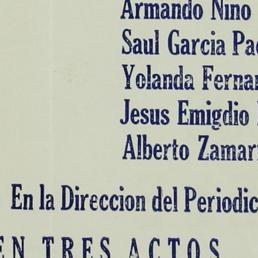 Armando Nino
Saul Garcia
Yolanda
Jesus Emigdio
Alberto
En la Direccion del
EN TRES ACTOS